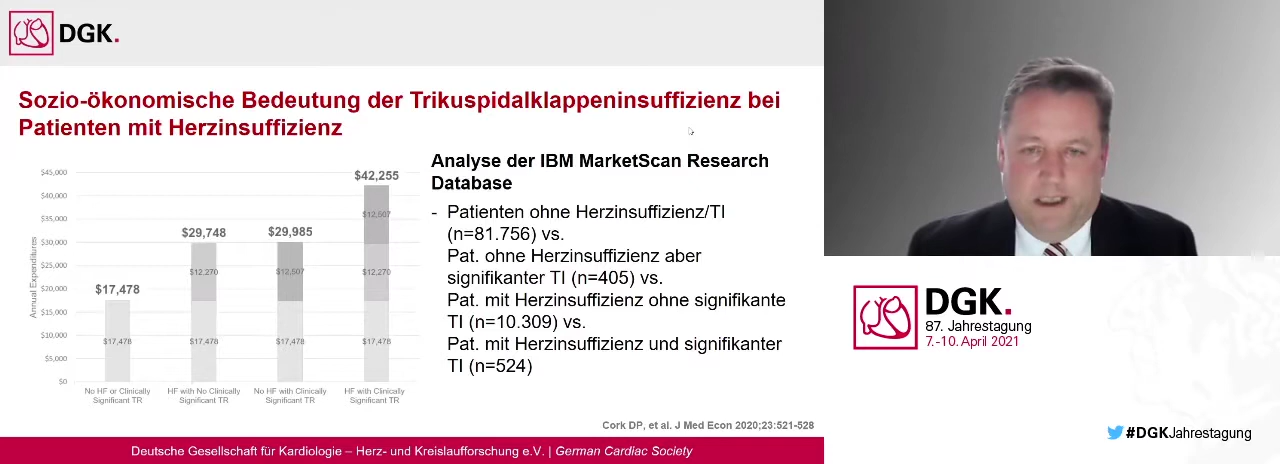 DGK.
Sozio-ökonomische Bedeutung der Trikuspidalklappeninsuffizienz bei
Patienten mit Herzinsuffizienz
Annual Expenditures
$45,000
$40,000
$35,000
$30,000
$25,000
$20,000
$15,000
$10,000
$5,000
$0
$17,478
$17,478
No HF or Clinically
Significant TR
$29,748
$12,270
$17,478
HF with No Clinically
Significant TR
$29,985
$12,507
$17,478
No HF with Clinically
Significant TR
$42,255
$12,507
$12,270
$17,478
HF with Clinically
Significant TR
Analyse der IBM MarketScan Research
Database
- Patienten ohne Herzinsuffizienz/TI
(n=81.756) vs.
Pat. ohne Herzinsuffizienz aber
signifikanter TI (n=405) vs.
Pat. mit Herzinsuffizienz ohne signifikante
TI (n=10.309) vs.
Pat. mit Herzinsuffizienz und signifikanter
TI (n=524)
Cork DP, et al. J Med Econ 2020;23:521-528
Deutsche Gesellschaft für Kardiologie – Herz- und Kreislaufforschung e.V. | German Cardiac Society
DGK.
87. Jahrestagung
7.-10. April 2021
#DGKJahrestagung